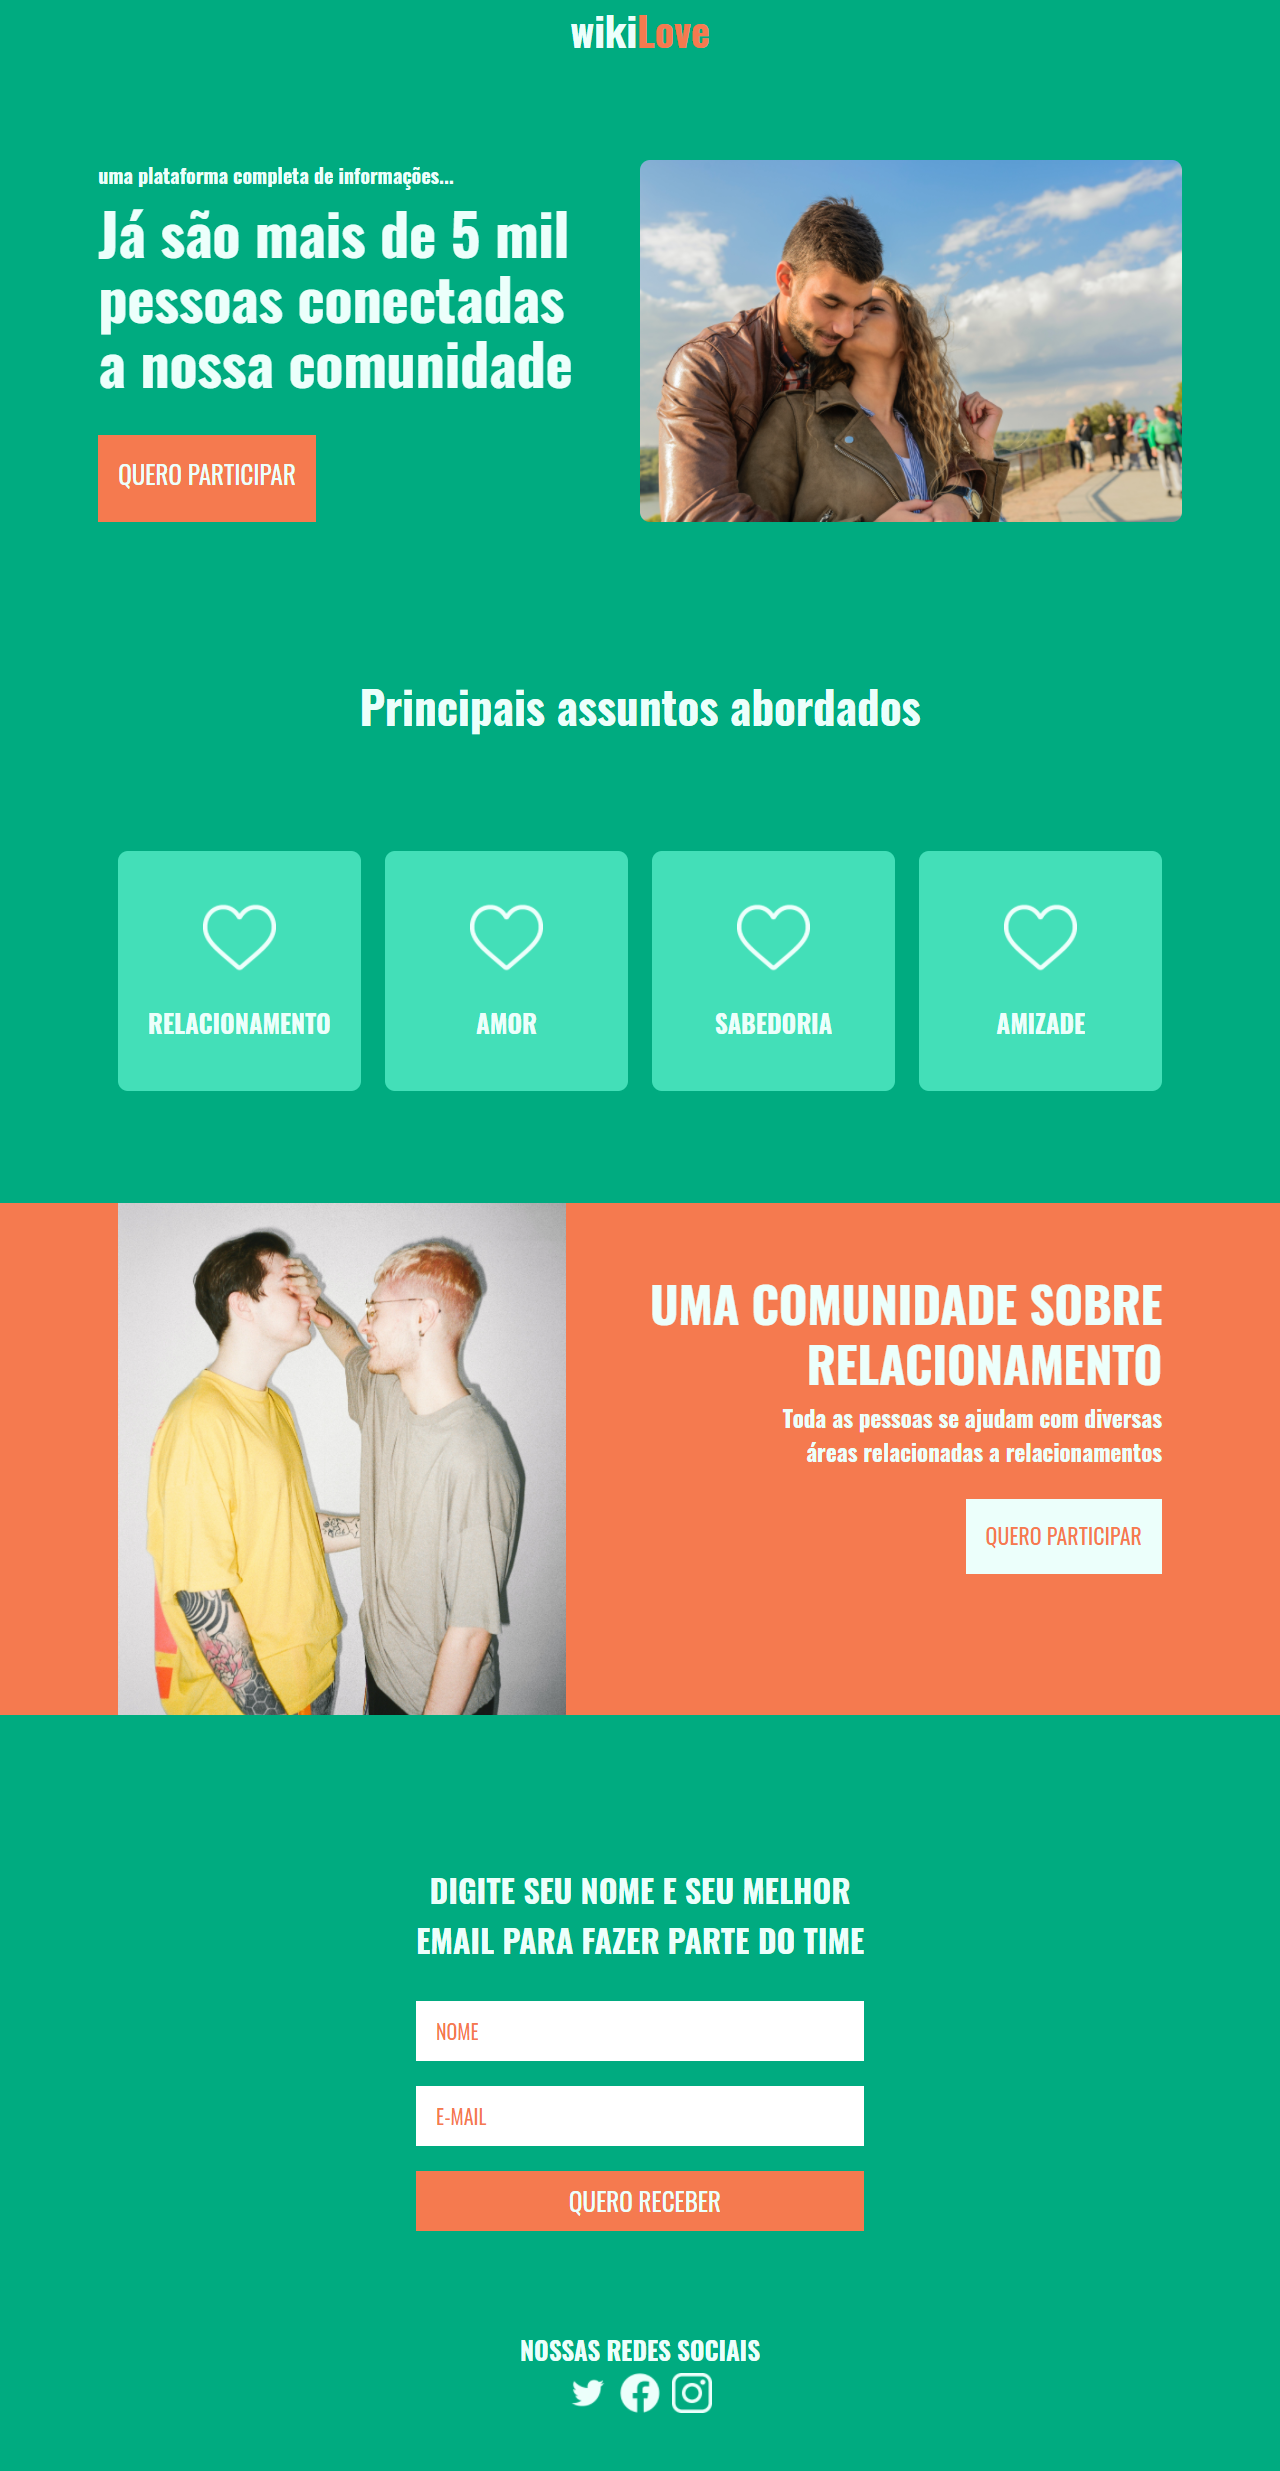 wikiLove
uma plataforma completa de informações...
Já são mais de 5 mil
pessoas conectadas
a nossa comunidade
QUERO PARTICIPAR
Principais assuntos abordados
RELACIONAMENTO
AMOR
SABEDORIA
AMIZADE
UMA COMUNIDADE SOBRE
RELACIONAMENTO
Toda as pessoas se ajudam com diversas
áreas relacionadas a relacionamentos
QUERO PARTICIPAR
DIGITE SEU NOME E SEU MELHOR
EMAIL PARA FAZER PARTE DO TIME
NOME
E-MAIL
QUERO RECEBER
NOSSAS REDES SOCIAIS